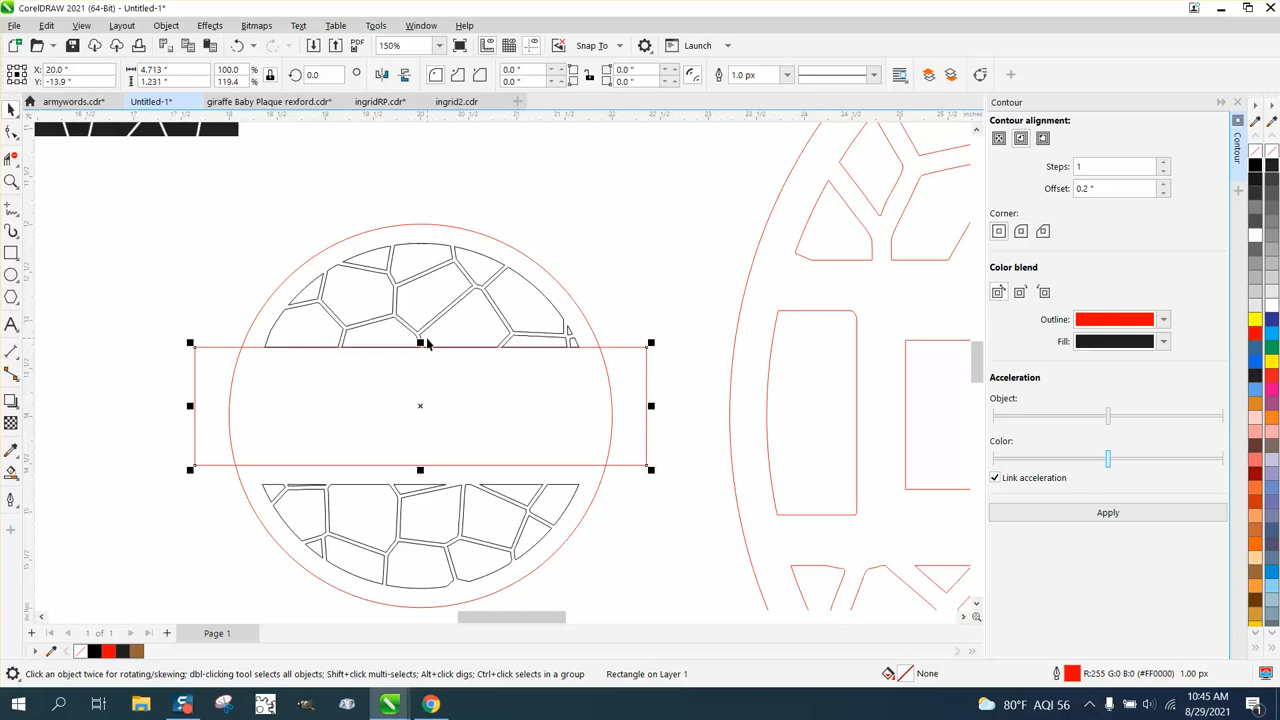 CorelDRAW 2021 (64-Bit) - Untitled-1*
File Edit View Layout Object Effects Bitmaps Text Table Tools Window Help
150% Snap To Launch
X: 20.0 " 4.713 " 100.0 % 0.0 ° 0.0 " 0.0 " 0.0 " 0.0 " 1.0 px
Y: -13.9 " 1.231 " 119.4 % 0.0 " 0.0 "
armywords.cdr* Untitled-1* giraffe Baby Plaque rexford.cdr* ingridRP.cdr* ingrid2.cdr
inches
Contour
Contour alignment:
Steps: 1
Offset: 0.2 "
Corner:
Color blend
Outline:
Fill:
Acceleration
Object:
Color:
Link acceleration
Apply
Contour
1 of 1 Page 1
Click an object twice for rotating/skewing; dbl-clicking tool selects all objects; Shift+click multi-selects; Alt+click digs; Ctrl+click selects in a group Rectangle on Layer 1 None R:255 G:0 B:0 (#FF0000) 1.00 px
80°F AQI 56 10:45 AM
8/29/2021